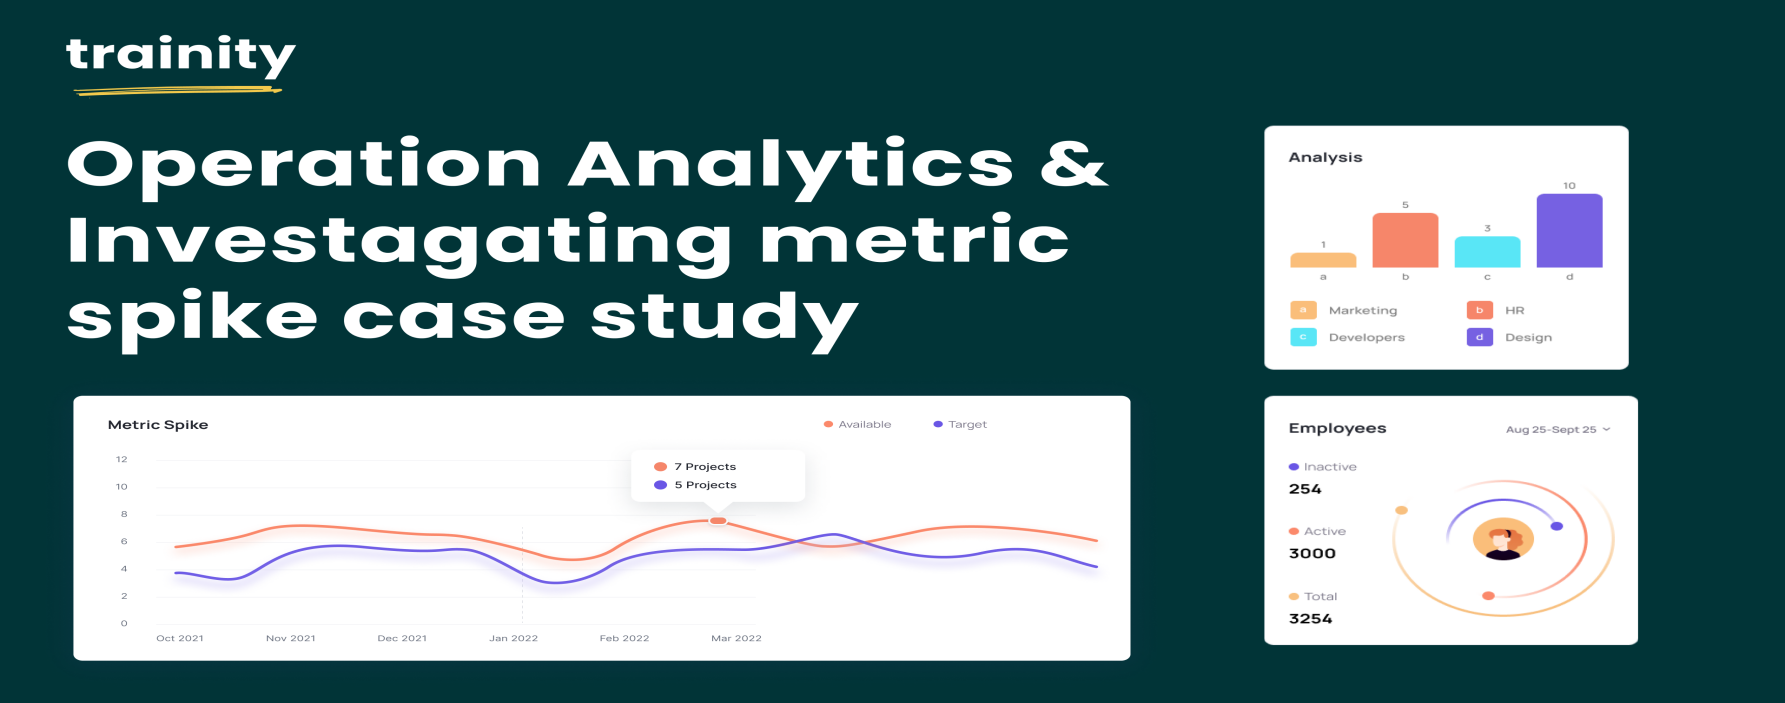 trainity
Operation Analytics &
Investagating metric
spike case study
Analysis
1
5
3
10
a
b
c
d
a Marketing
b HR
c Developers
d Design
Metric Spike
Available
Target
7 Projects
5 Projects
12
10
8
6
4
2
0
Oct 2021
Nov 2021
Dec 2021
Jan 2022
Feb 2022
Mar 2022
Employees
Aug 25-Sept 25
Inactive
254
Active
3000
Total
3254